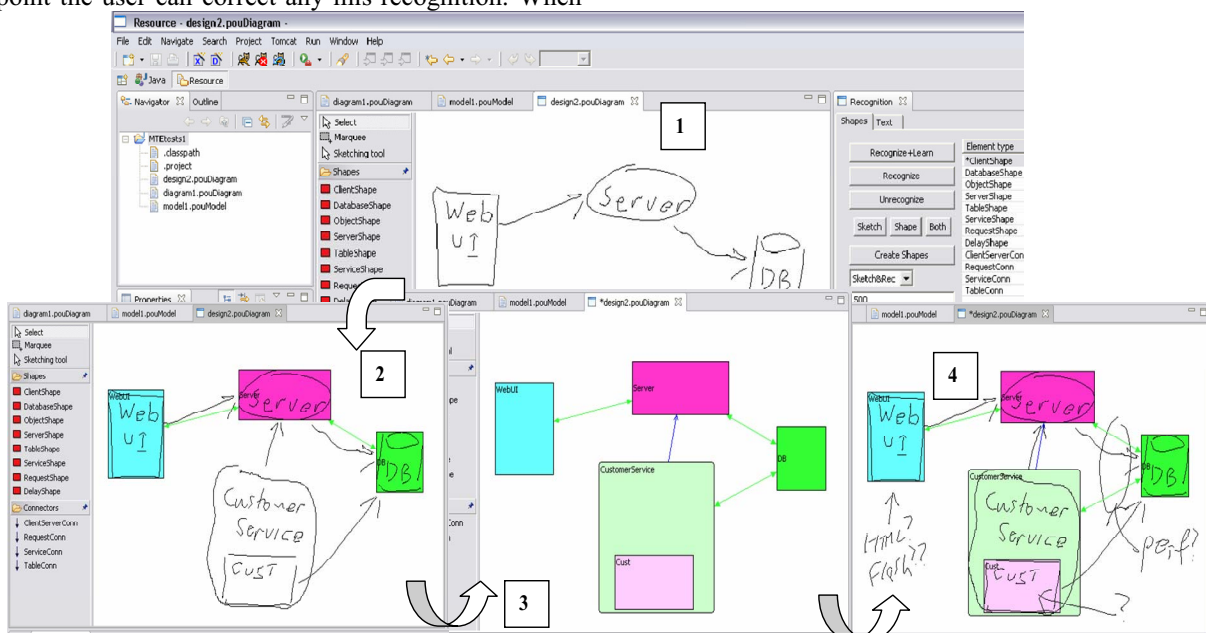 point the user can correct any mis recognition. When
Resource - design2.pouDiagram -
File Edit Navigate Search Project Tomcat Run Window Help
Java Resource
Navigator Outline
MTEtests1
.classpath
.project
design2.pouDiagram
diagram1.pouDiagram
model1.pouModel
Properties
diagram1.pouDiagram model1.pouModel design2.pouDiagram
Select
Marquee
Sketching tool
Shapes
ClientShape
DatabaseShape
ObjectShape
ServerShape
TableShape
ServiceShape
1
Web
UI
Server
DB
Recognition
Shapes Text
Recognize+Learn
Recognize
Unrecognize
Sketch Shape Both
Create Shapes
Sketch&Rec
500
Element type
*ClientShape
DatabaseShape
ObjectShape
ServerShape
TableShape
ServiceShape
RequestShape
DelayShape
ClientServerCon
RequestConn
ServiceConn
TableConn
diagram1.pouDiagram model1.pouModel design2.pouDiagram
Select
Marquee
Sketching tool
Shapes
ClientShape
DatabaseShape
ObjectShape
ServerShape
TableShape
ServiceShape
RequestShape
DelayShape
Connectors
ClientServerConn
RequestConn
ServiceConn
TableConn
2
WebUI
Web
UI
Server
Server
DB
DB
Customer
Service
Cust
3
model1.pouModel *design2.pouDiagram
WebUI
Server
DB
CustomerService
Cust
model1.pouModel *design2.pouDiagram
4
WebUI
Web
UI
Server
Server
DB
DB
CustomerService
Customer
Service
Cust
Cust
HTML?
Flash??
perf?
?